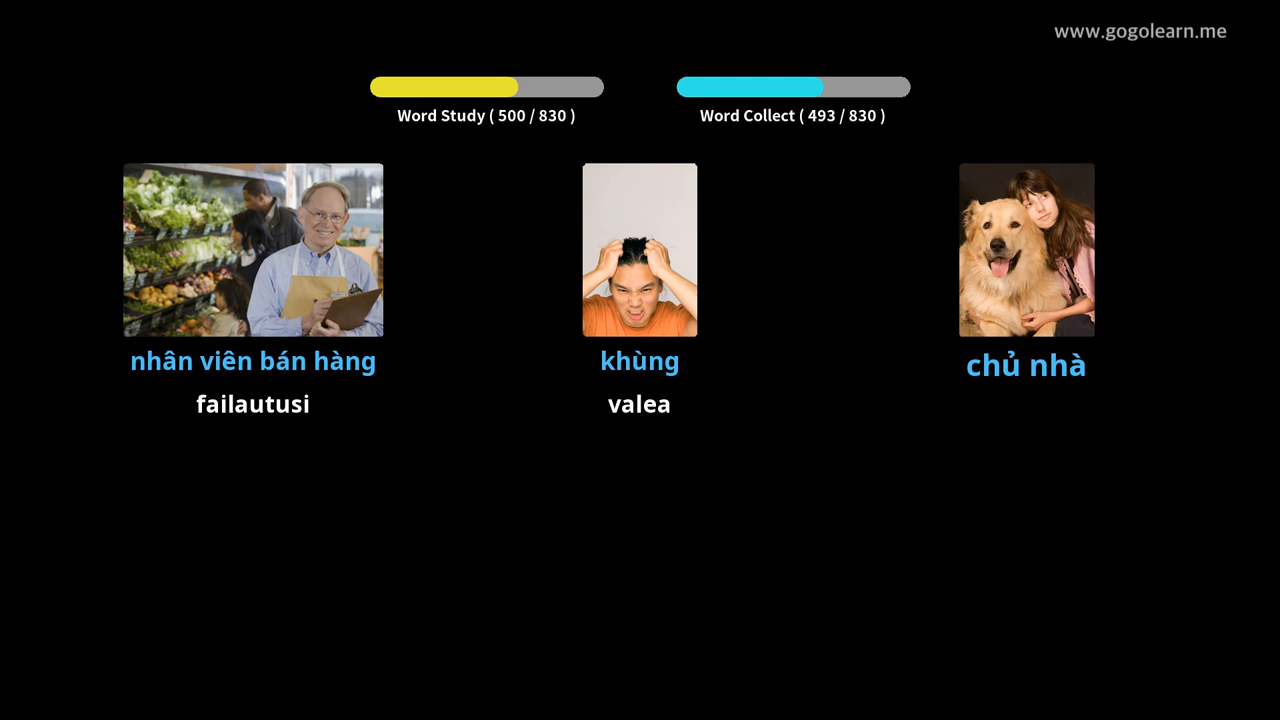 www.gogolearn.me
Word Study ( 500 / 830 )
Word Collect ( 493 / 830 )
nhân viên bán hàng
failautusi
khùng
valea
chủ nhà